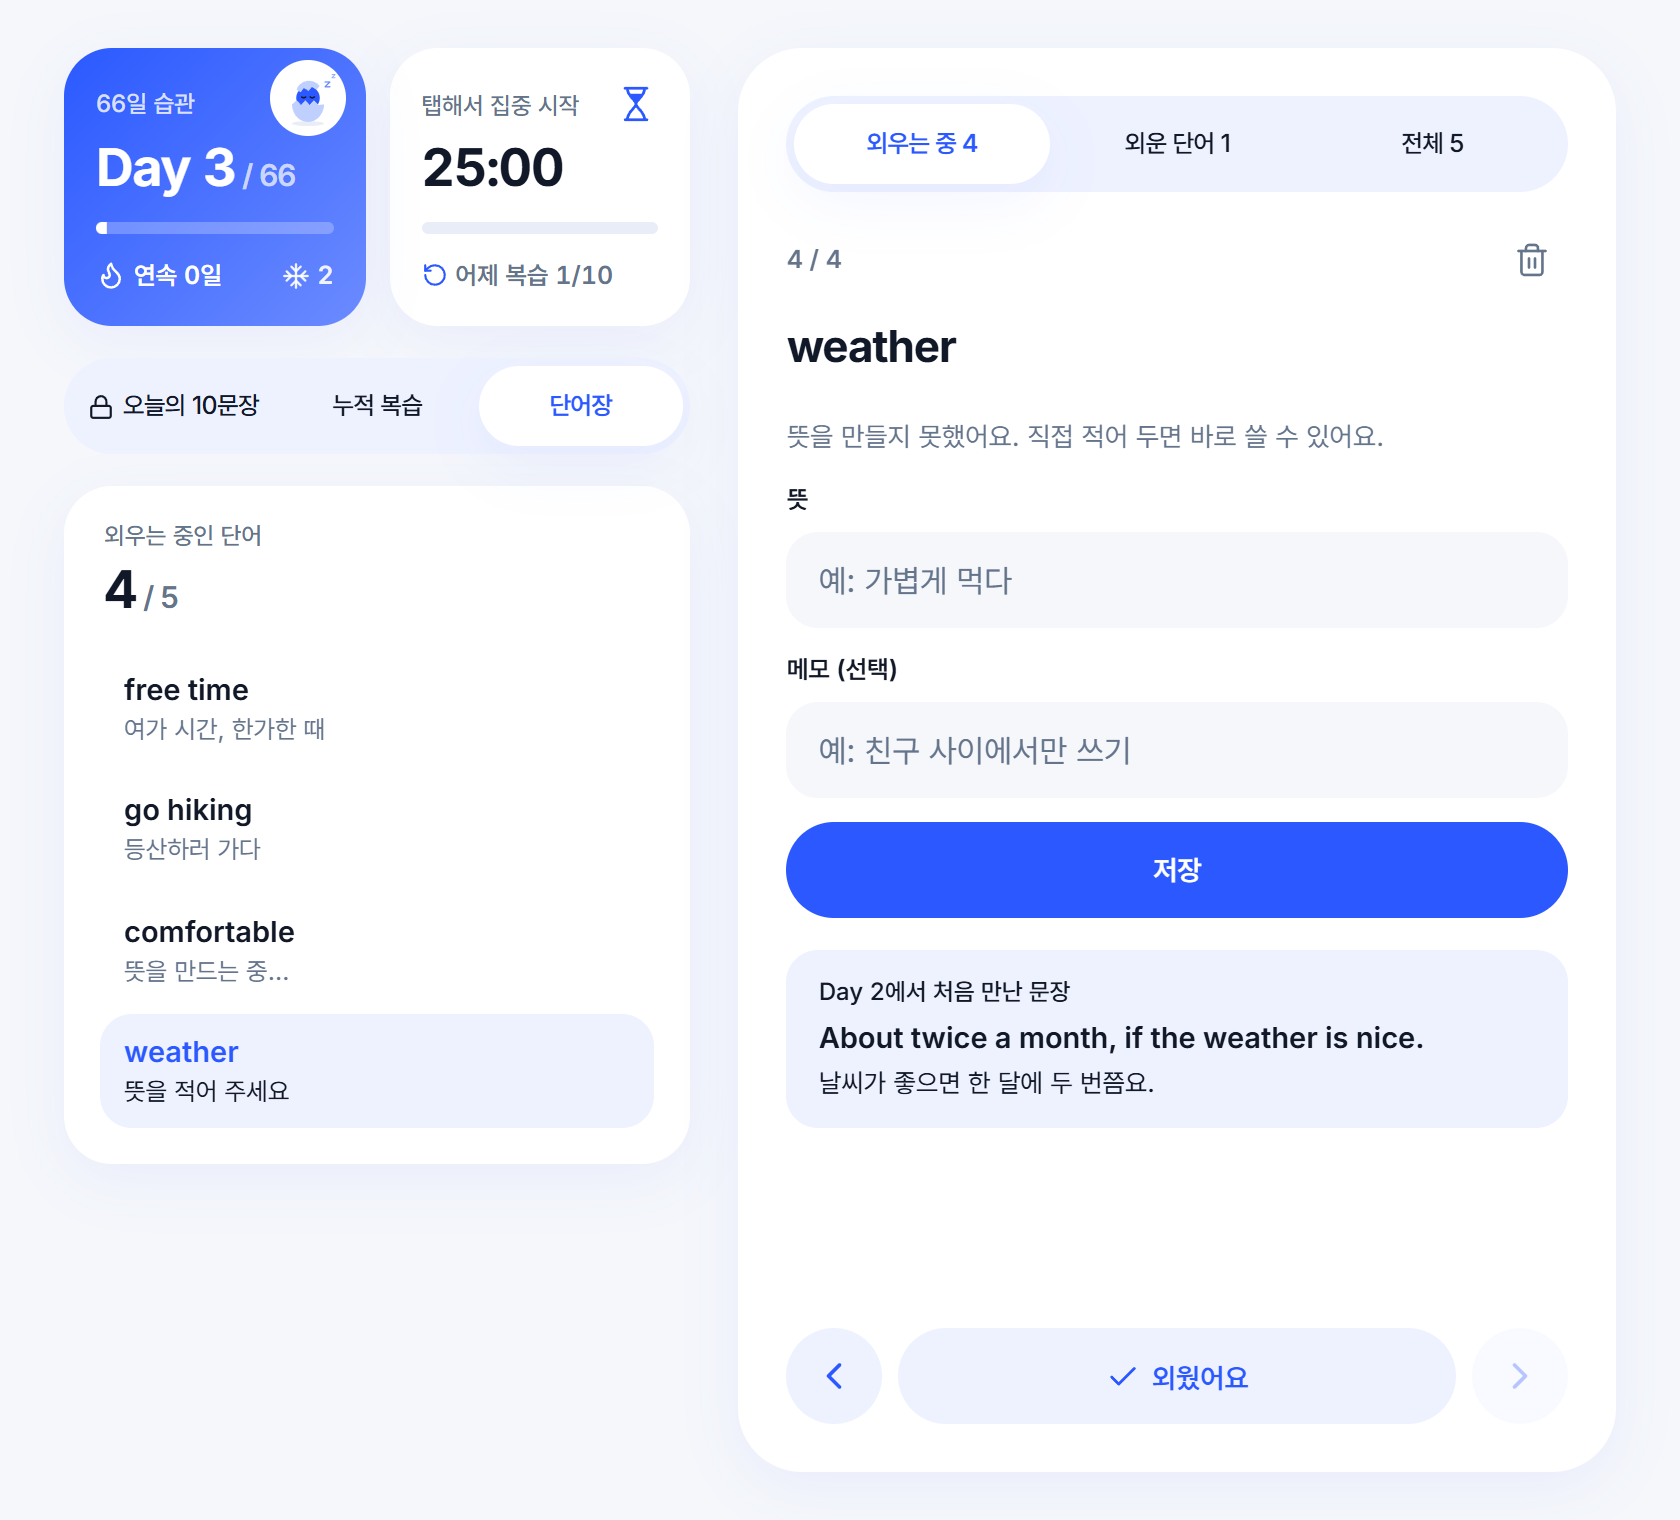 66일 습관
z z
Day 3 / 66
연속 0일 2
탭해서 집중 시작
25:00
어제 복습 1/10
오늘의 10문장 누적 복습 단어장
외우는 중인 단어
4 / 5
free time
여가 시간, 한가한 때
go hiking
등산하러 가다
comfortable
뜻을 만드는 중...
weather
뜻을 적어 주세요
외우는 중 4 외운 단어 1 전체 5
4 / 4
weather
뜻을 만들지 못했어요. 직접 적어 두면 바로 쓸 수 있어요.
뜻
예: 가볍게 먹다
메모 (선택)
예: 친구 사이에서만 쓰기
저장
Day 2에서 처음 만난 문장
About twice a month, if the weather is nice.
날씨가 좋으면 한 달에 두 번쯤요.
외웠어요